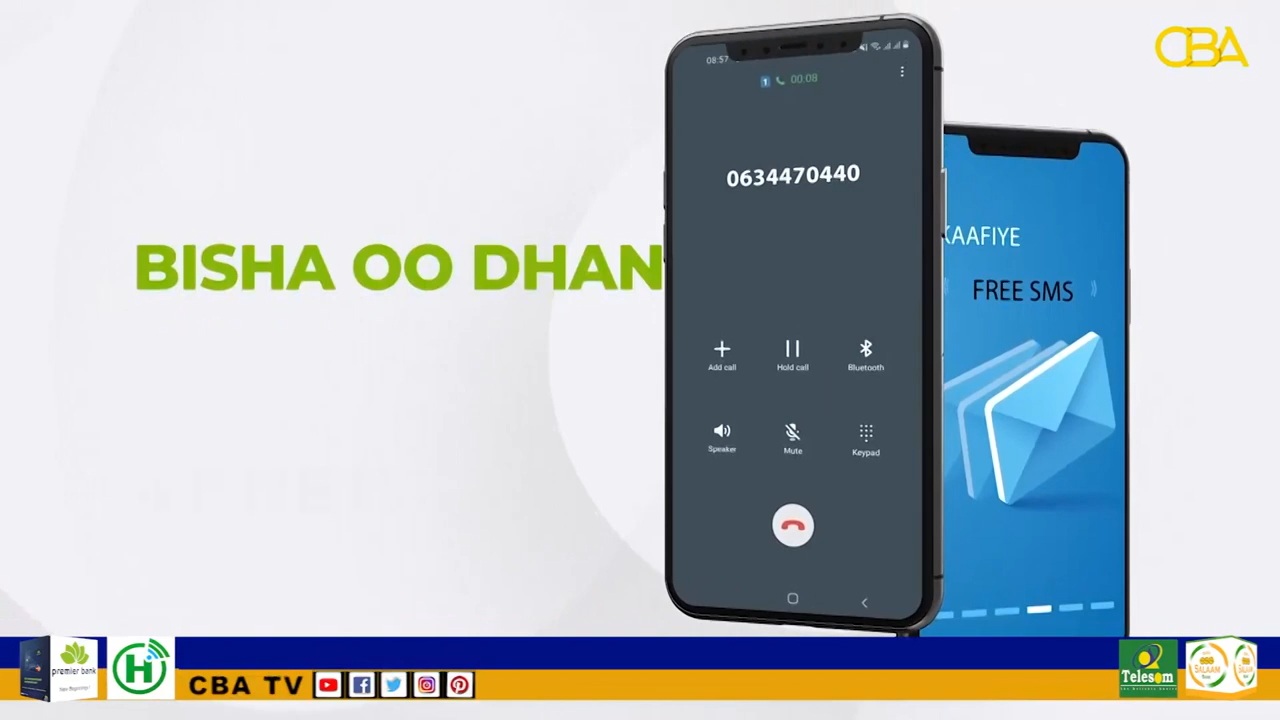 CBA
08:57
1 00:08
0634470440
KAAFIYE
BISHA OO DHAN
FREE SMS
Add call
Hold call
Bluetooth
Speaker
Mute
Keypad
premier bank
H
CBA TV
Telesom
SALAAM